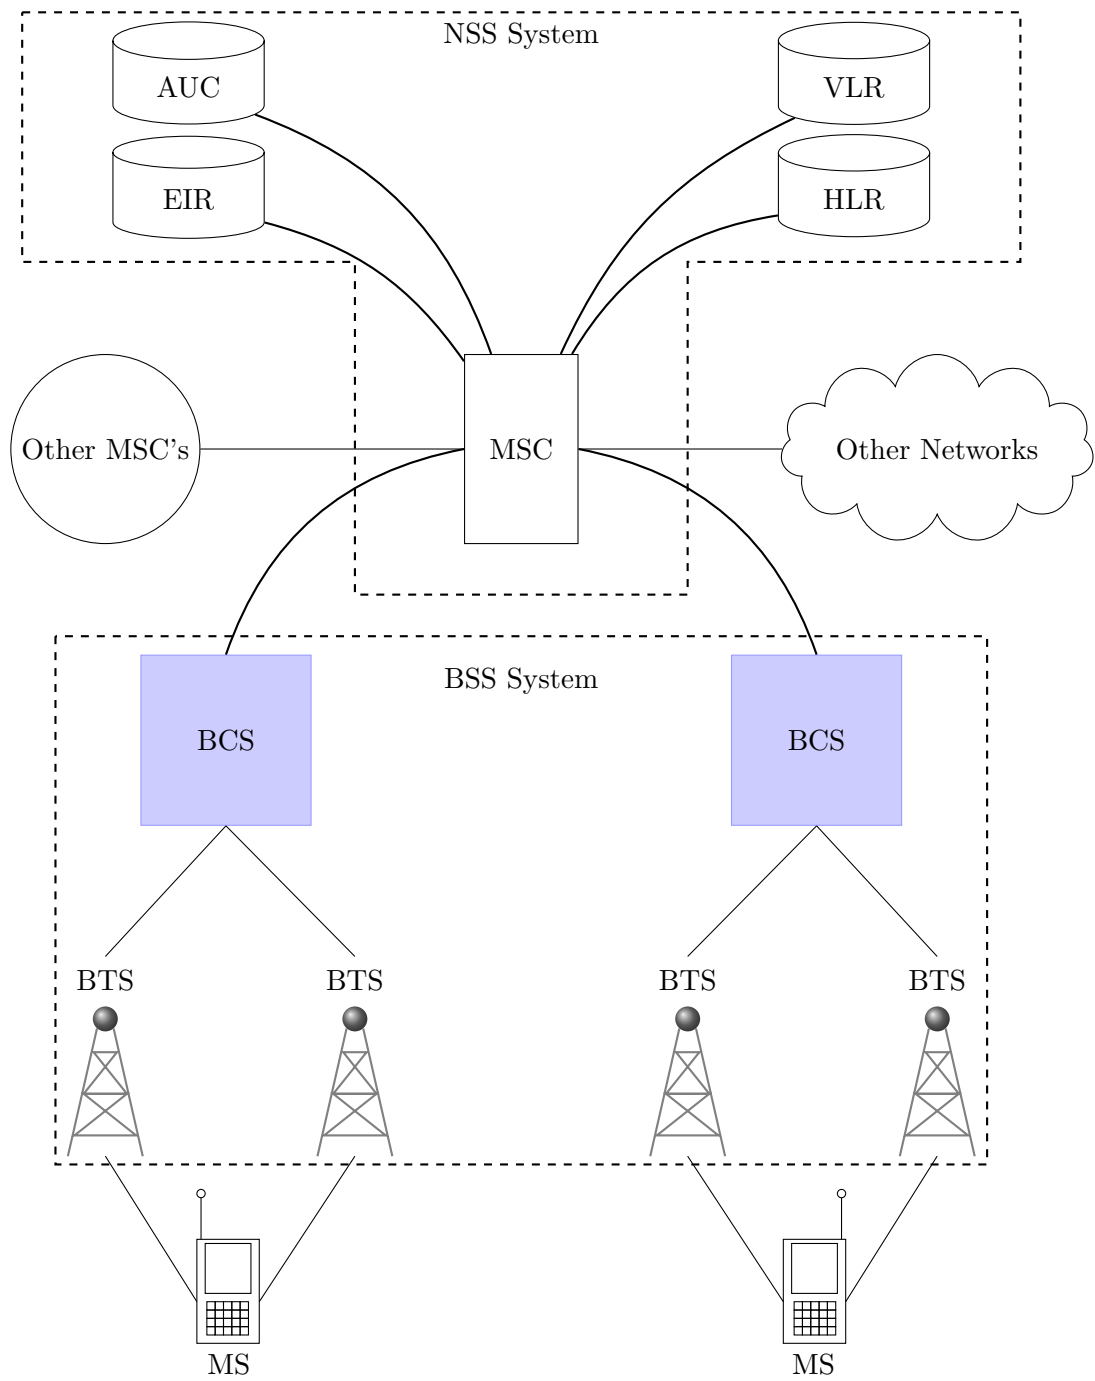 NSS System
AUC
VLR
EIR
HLR
Other MSC's
MSC
Other Networks
BSS System
BCS
BCS
BTS
BTS
BTS
BTS
MS
MS